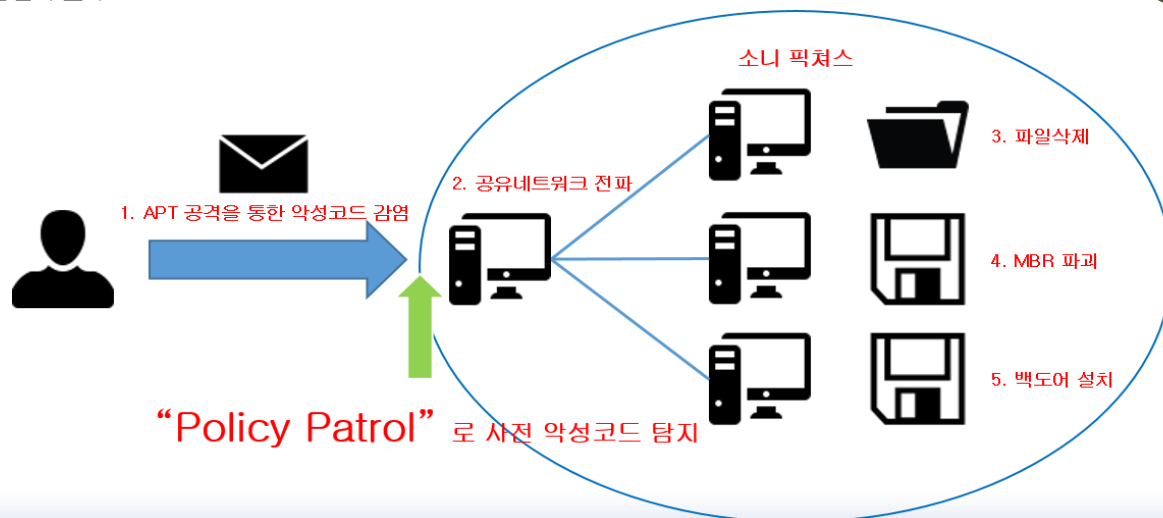 소니 픽쳐스
3. 파일삭제
2. 공유네트워크 전파
1. APT 공격을 통한 악성코드 감염
4. MBR 파괴
5. 백도어 설치
“Policy Patrol” 로 사전 악성코드 탐지